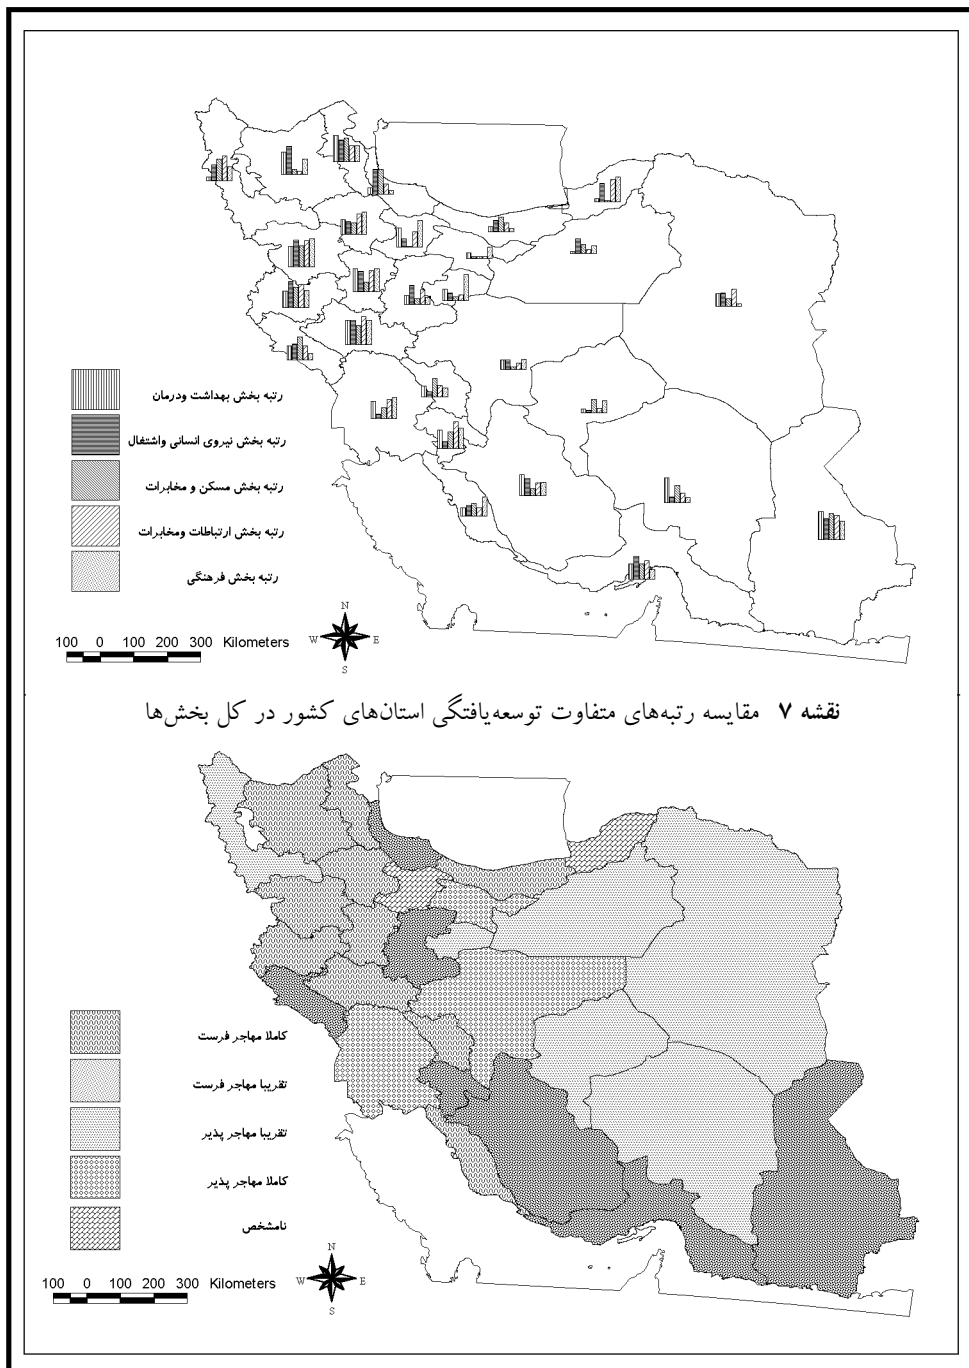 رتبه بخش بهداشت ودرمان
رتبه بخش نیروی انسانی واشتغال
رتبه بخش مسکن و مخابرات
رتبه بخش ارتباطات ومخابرات
رتبه بخش فرهنگی
N
W E
S
100 0 100 200 300 Kilometers
نقشه ۷ مقایسه رتبه‌های متفاوت توسعه‌یافتگی استان‌های کشور در کل بخش‌ها
کاملا مهاجر فرست
تقریبا مهاجر فرست
تقریبا مهاجر پذیر
کاملا مهاجر پذیر
نامشخص
N
W E
S
100 0 100 200 300 Kilometers